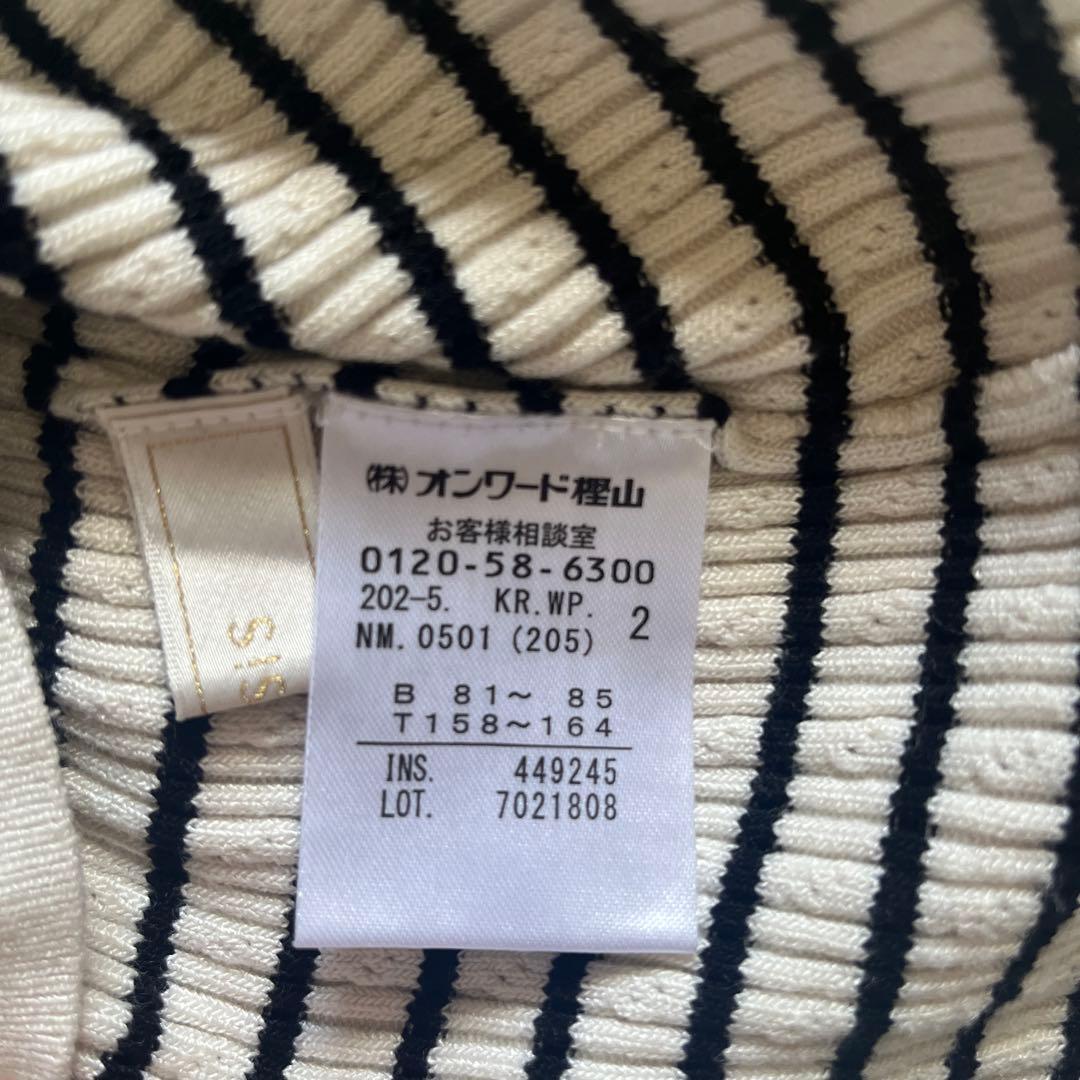 (株)オンワード樫山
お客様相談室
0120-58-6300
202-5. KR.WP. 2
NM.0501 (205)
B 81～ 85
T158～164
INS. 449245
LOT. 7021808